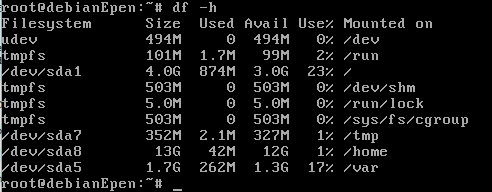 root@debianEpen:~# df -h
Filesystem      Size  Used Avail Use% Mounted on
udev            494M     0  494M   0% /dev
tmpfs           101M  1.7M   99M   2% /run
/dev/sda1       4.0G  874M  3.0G  23% /
tmpfs           503M     0  503M   0% /dev/shm
tmpfs           5.0M     0  5.0M   0% /run/lock
tmpfs           503M     0  503M   0% /sys/fs/cgroup
/dev/sda7       352M  2.1M  327M   1% /tmp
/dev/sda8        13G   42M   12G   1% /home
/dev/sda5       1.7G  262M  1.3G  17% /var
root@debianEpen:~# _